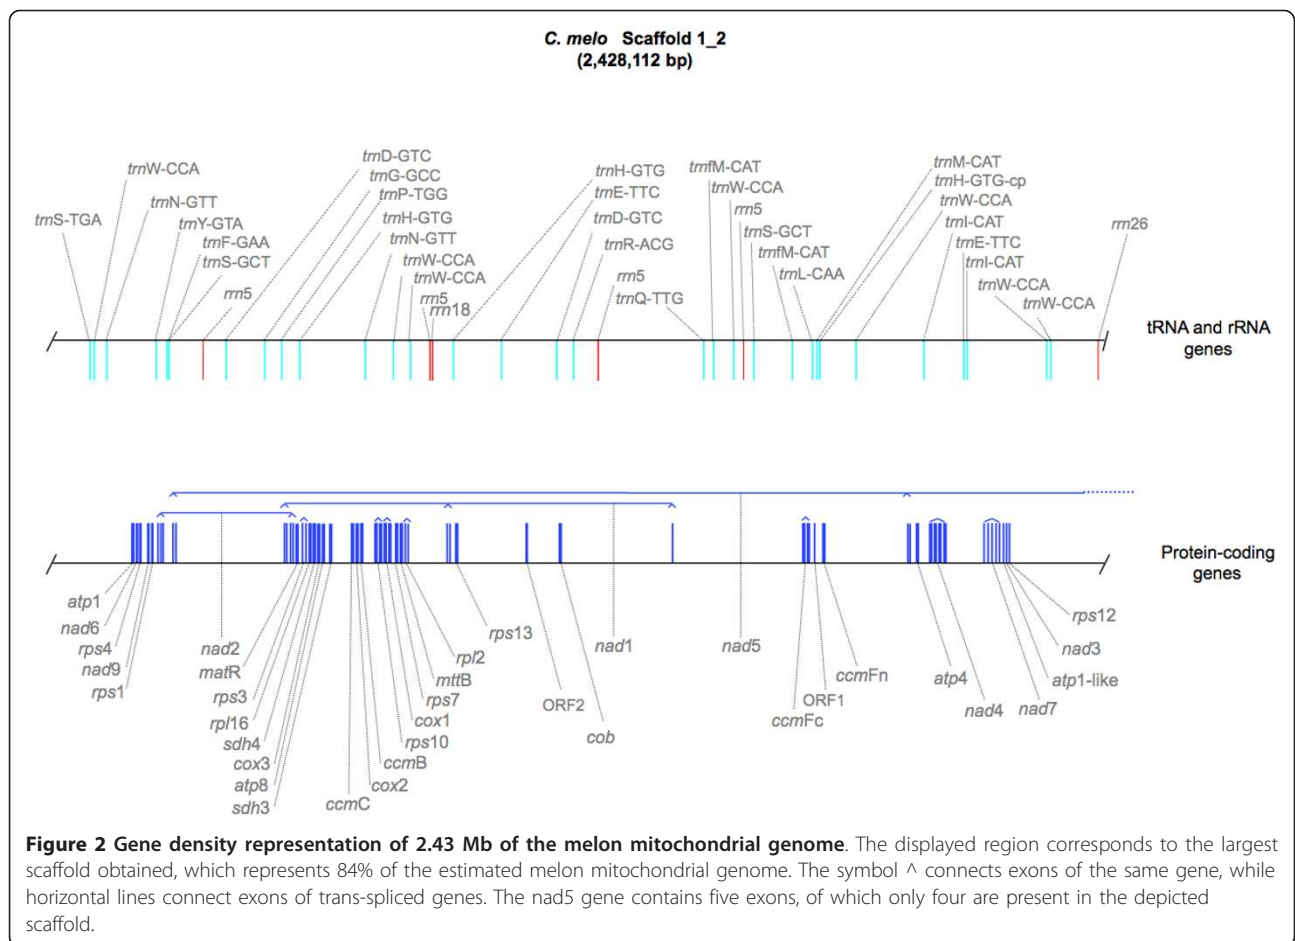 C. melo Scaffold 1_2
(2,428,112 bp)
trnD-GTC
trnW-CCA
trnG-GCC
trnH-GTG
trnfM-CAT
trnM-CAT
trnP-TGG
trnE-TTC
trnW-CCA
trnH-GTG-cp
trnN-GTT
trnW-CCA
trnS-TGA
trnY-GTA
trnH-GTG
trnD-GTC
rrn5
trnI-CAT
rrn26
trnF-GAA
trnN-GTT
trnR-ACG
trnS-GCT
trnE-TTC
trnS-GCT
trnW-CCA
trnfM-CAT
trnI-CAT
trnW-CCA
rrn5
trnL-CAA
trnW-CCA
rrn5
rrn5
trnQ-TTG
trnW-CCA
rrn18
tRNA and rRNA
genes
Protein-coding
genes
atp1
rps12
nad6
rps13
rps4
nad2
rpl2
nad1
nad5
nad3
nad9
matR
mttB
ccmFn
atp4
atp1-like
rps1
rps3
rps7
ORF2
ORF1
nad4
nad7
rpl16
cox1
ccmFc
sdh4
rps10
cob
cox3
ccmB
atp8
cox2
sdh3
ccmC
Figure 2 Gene density representation of 2.43 Mb of the melon mitochondrial genome. The displayed region corresponds to the largest
scaffold obtained, which represents 84% of the estimated melon mitochondrial genome. The symbol ^ connects exons of the same gene, while
horizontal lines connect exons of trans-spliced genes. The nad5 gene contains five exons, of which only four are present in the depicted
scaffold.